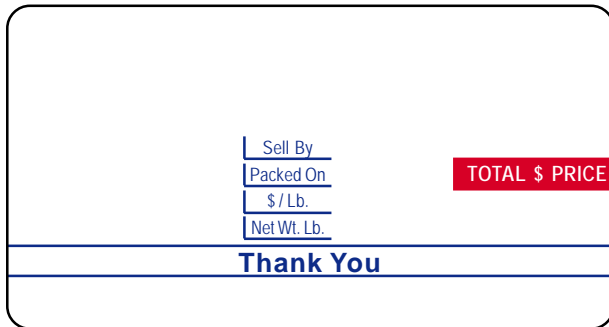 Sell By
Packed On
TOTAL $ PRICE
$ / Lb.
Net Wt. Lb.
Thank You